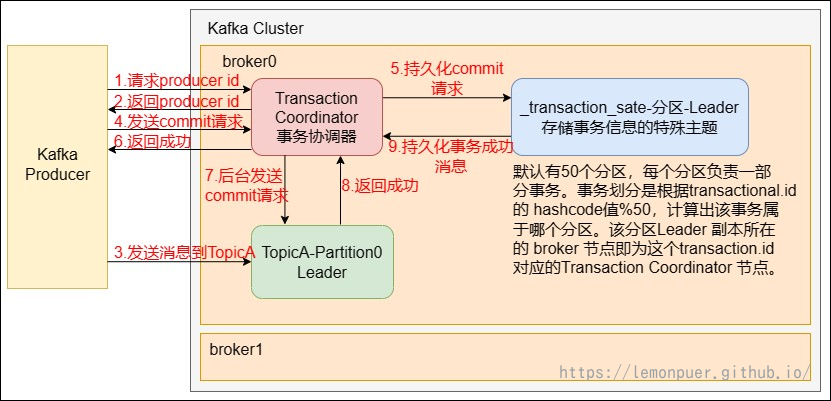 Kafka Cluster
broker0
Kafka
Producer
1.请求producer id
2.返回producer id
4.发送commit请求
6.返回成功
3.发送消息到TopicA
Transaction
Coordinator
事务协调器
5.持久化commit
请求
9.持久化事务成功
消息
_transaction_sate-分区-Leader
存储事务信息的特殊主题
7.后台发送
commit请求
8.返回成功
TopicA-Partition0
Leader
默认有50个分区，每个分区负责一部
分事务。事务划分是根据transactional.id
的 hashcode值%50，计算出该事务属
于哪个分区。该分区Leader 副本所在
的 broker 节点即为这个transaction.id
对应的Transaction Coordinator 节点。
broker1
https://lemonpuer.github.io/